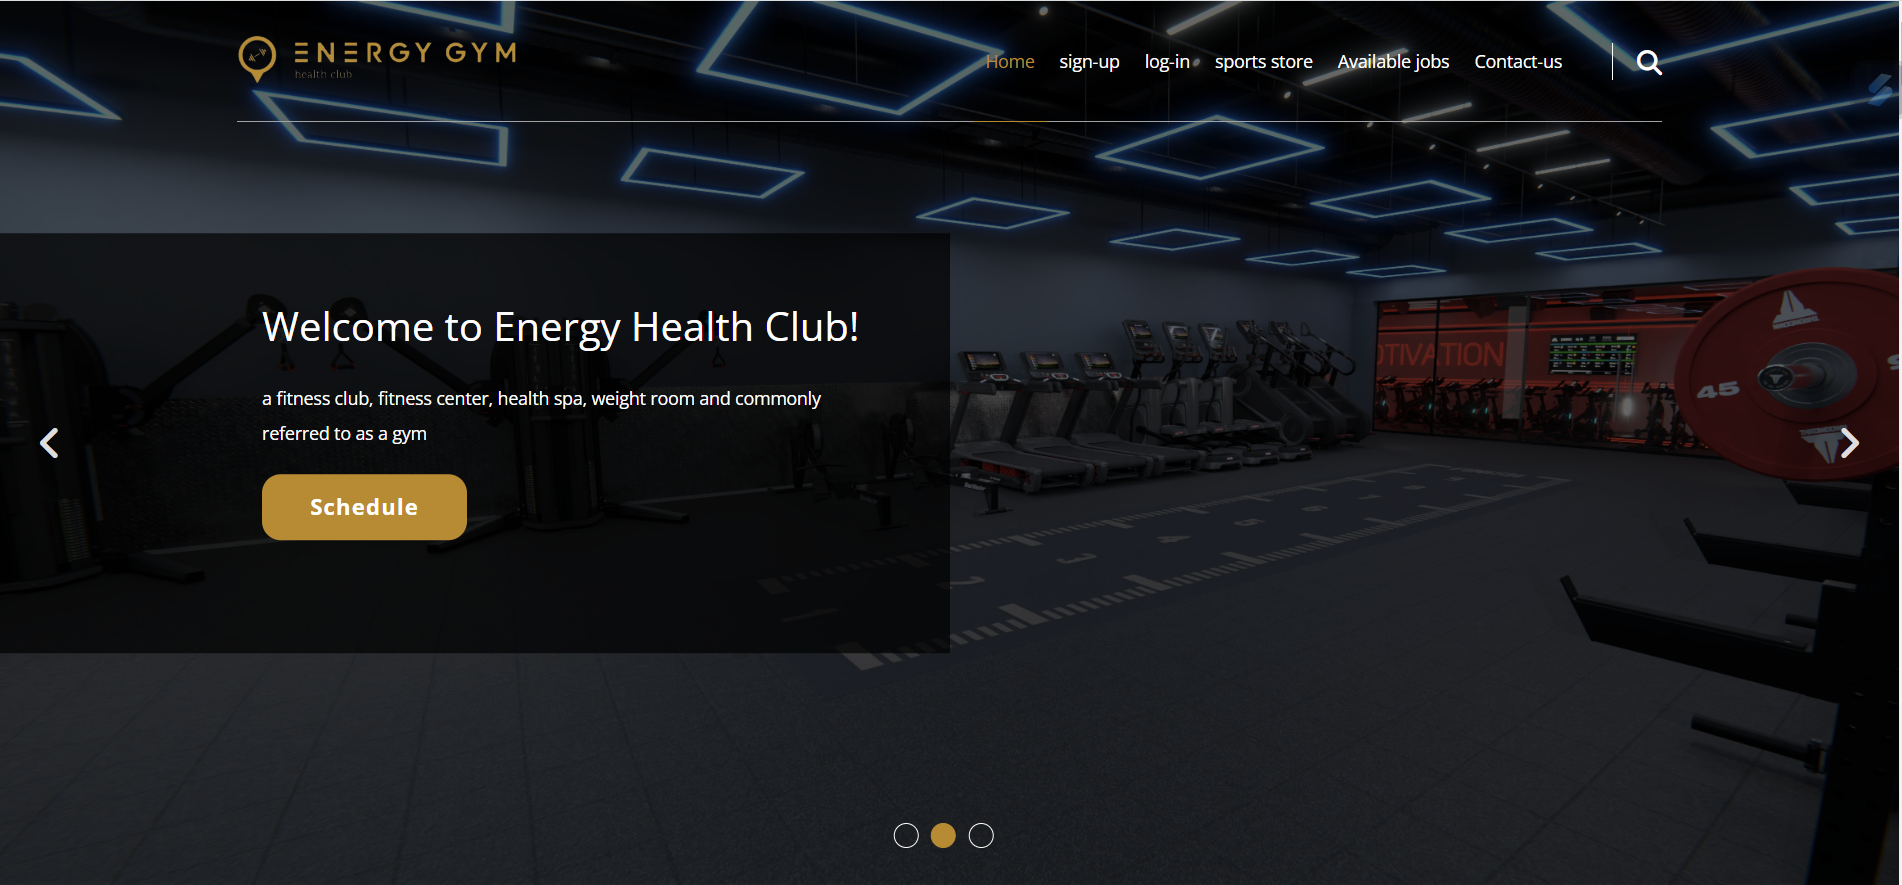 ENERGY GYM
health club
Home sign-up log-in sports store Available jobs Contact-us
Welcome to Energy Health Club!
a fitness club, fitness center, health spa, weight room and commonly
referred to as a gym
Schedule
OTIVATION
45